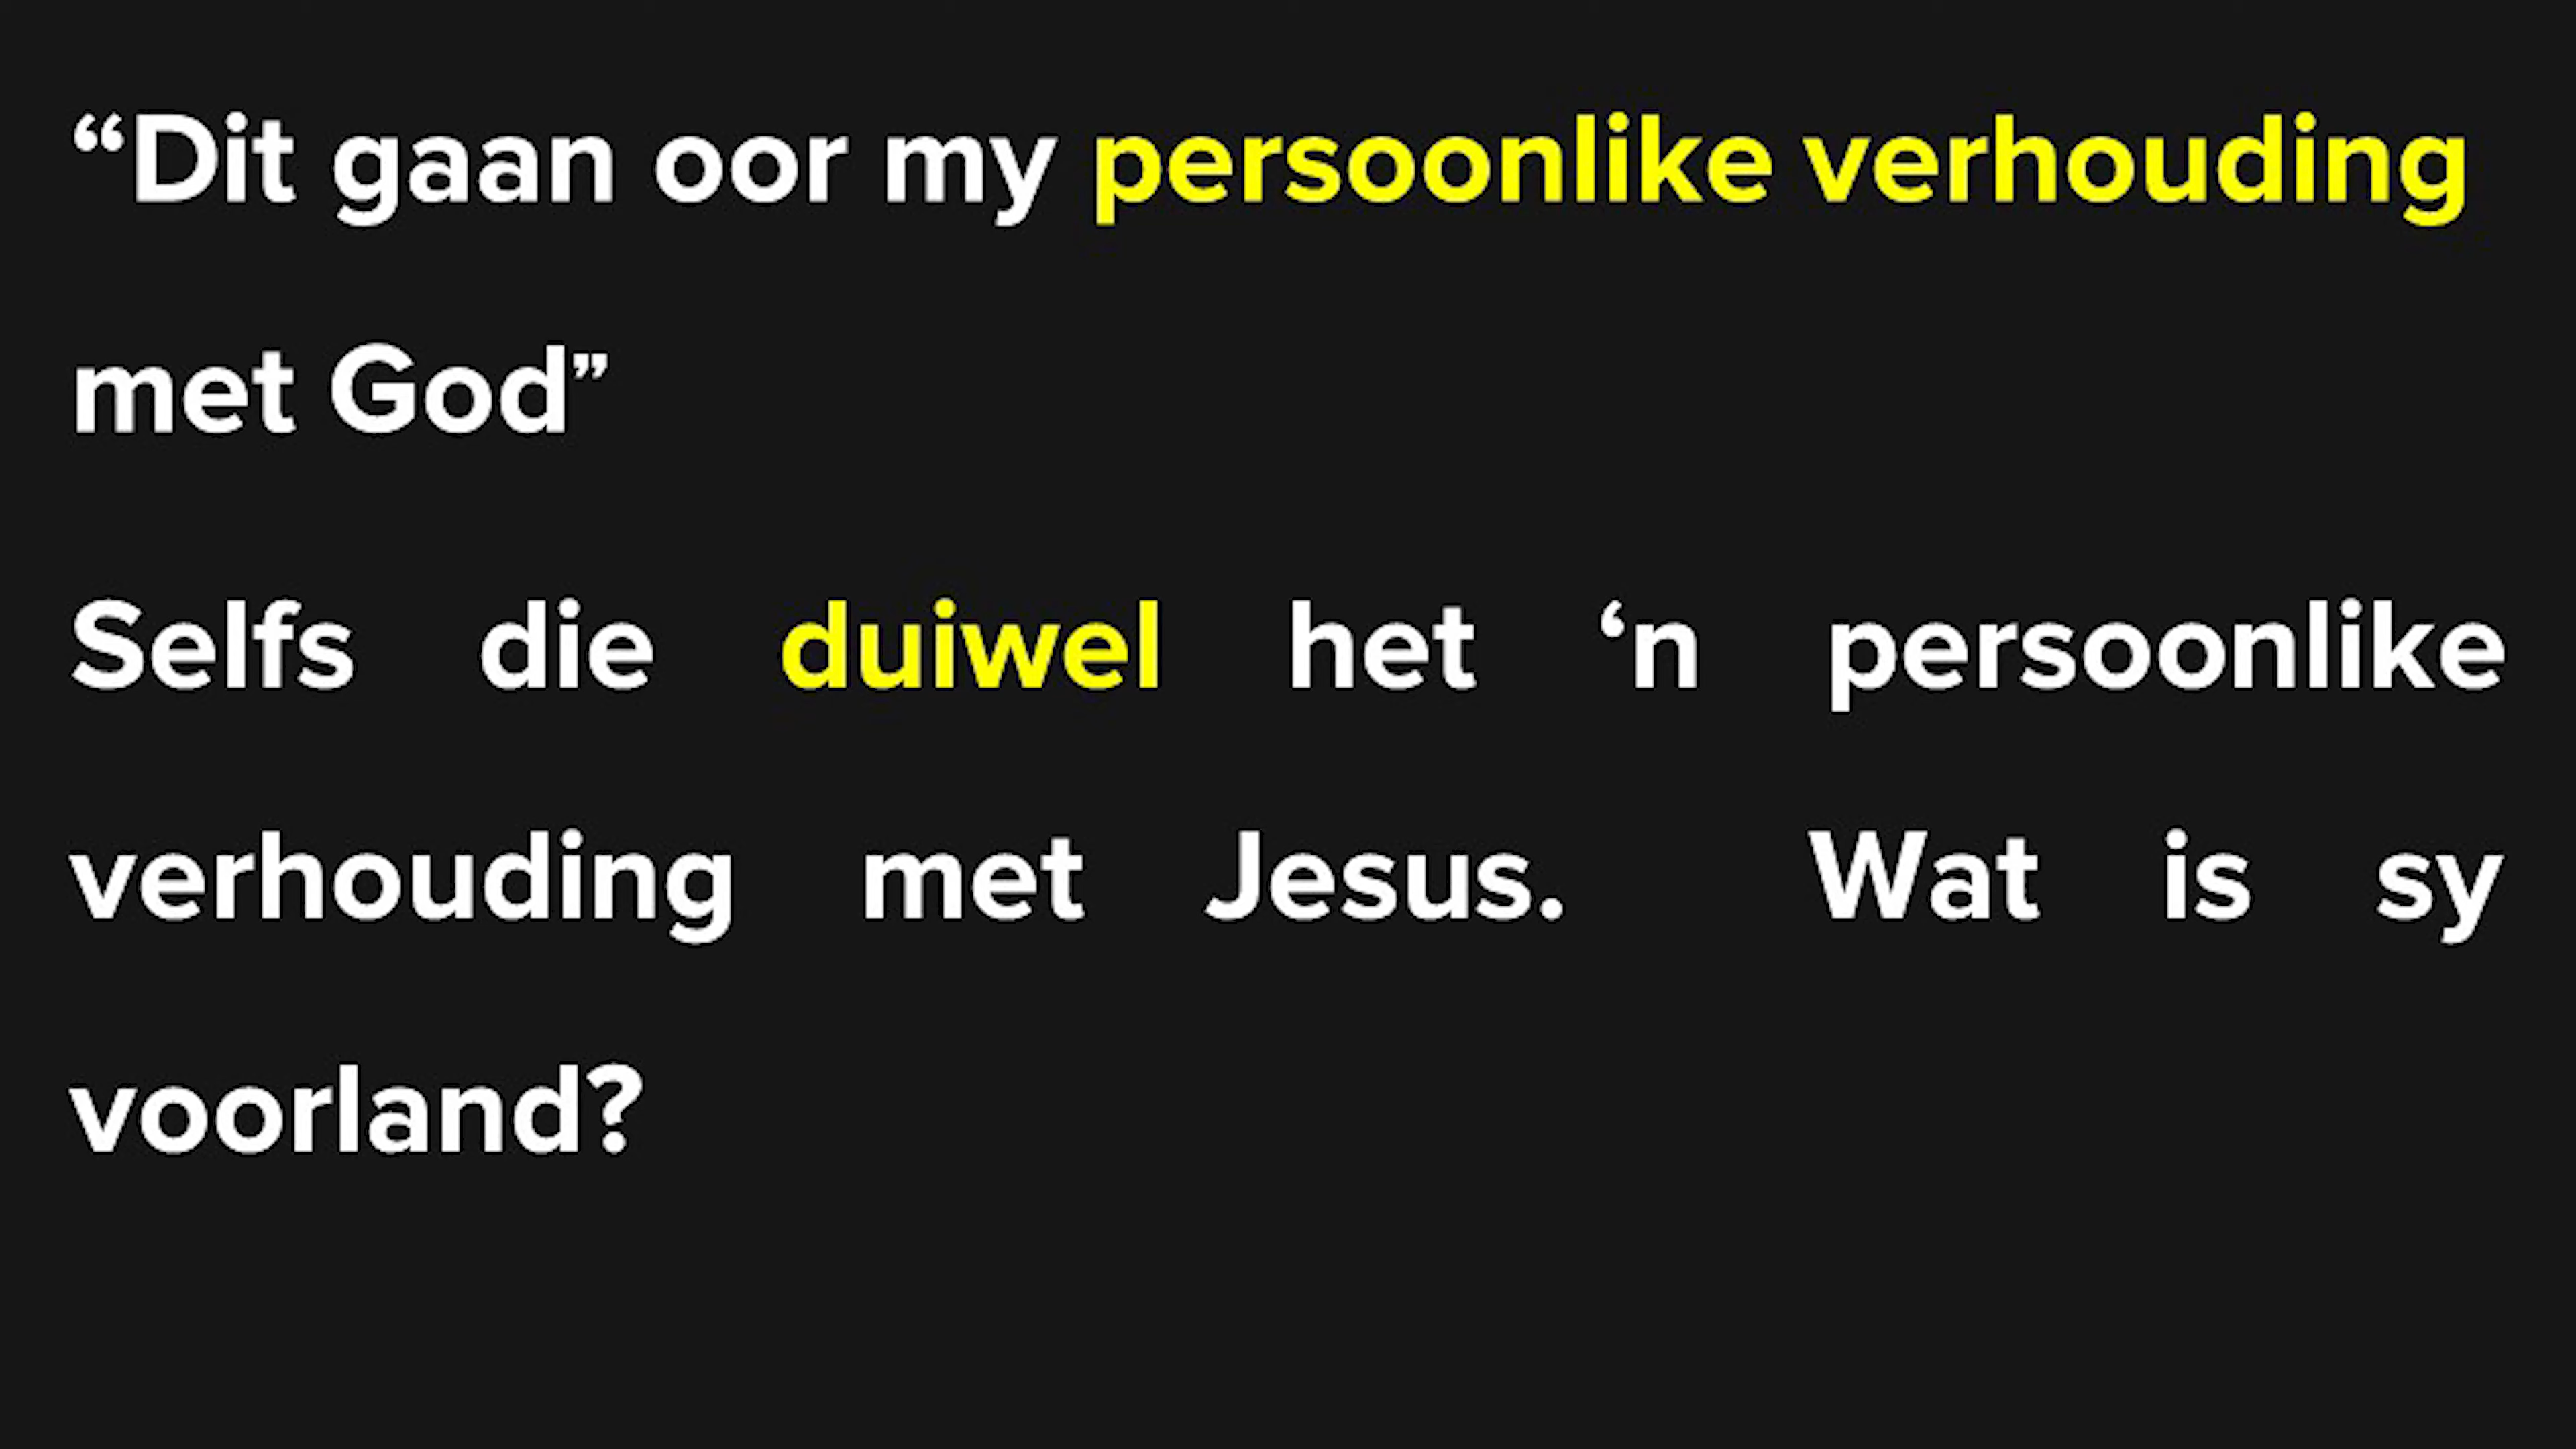 “Dit gaan oor my persoonlike verhouding
met God”
Selfs die duiwel het ‘n persoonlike
verhouding met Jesus. Wat is sy
voorland?